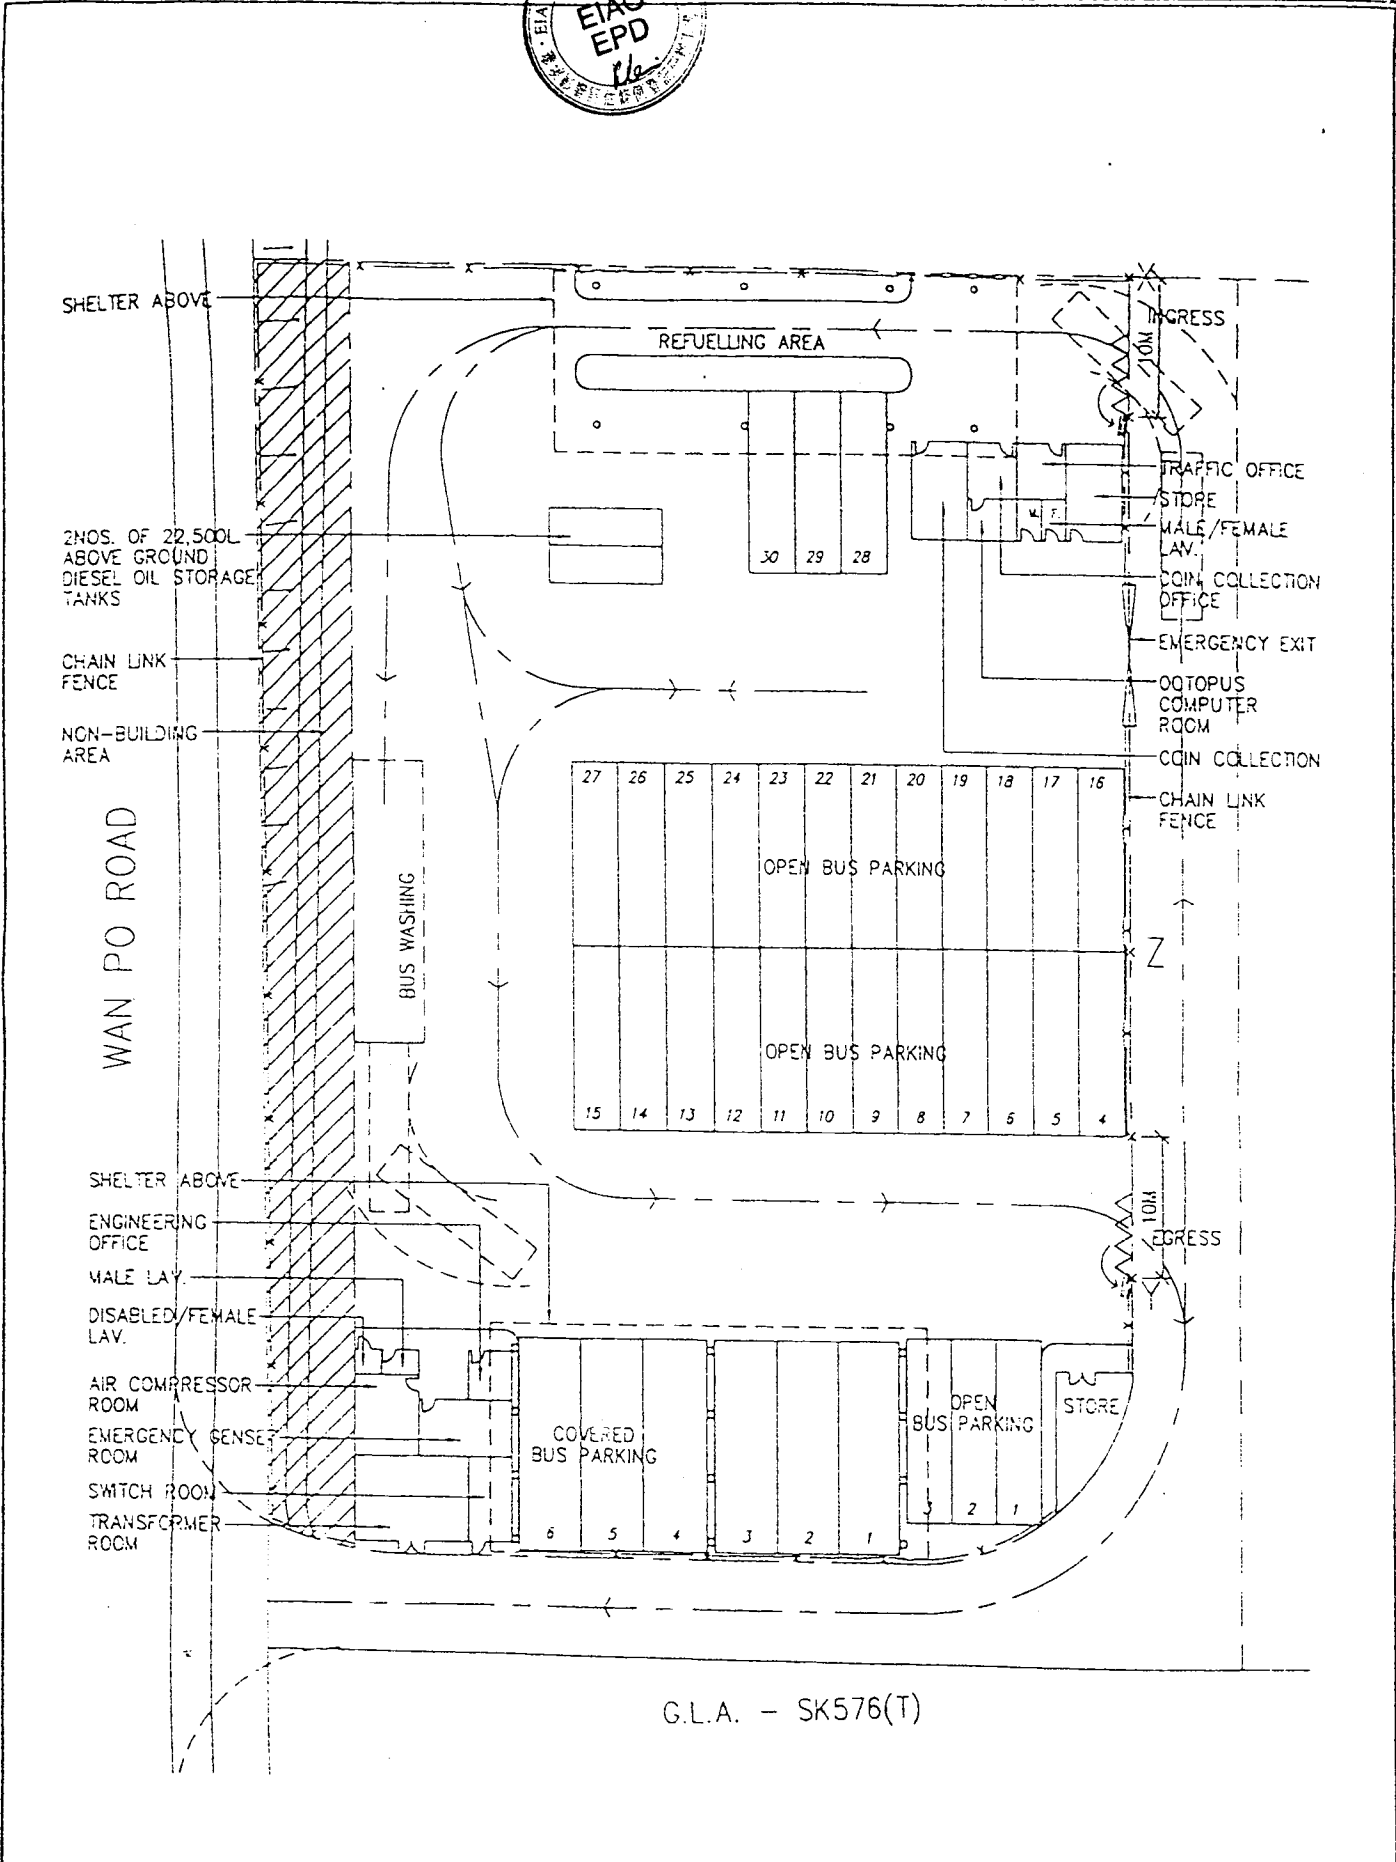 EIAO
EPD
EIA
SHELTER ABOVE
INGRESS
10M
REFUELLING AREA
TRAFFIC OFFICE
STORE
MALE/FEMALE
LAV.
M.
F.
2NOS. OF 22,500L
ABOVE GROUND
DIESEL OIL STORAGE
TANKS
30 29 28
COIN COLLECTION
OFFICE
EMERGENCY EXIT
CHAIN LINK
FENCE
OCTOPUS
COMPUTER
ROOM
NON-BUILDING
AREA
COIN COLLECTION
27 26 25 24 23 22 21 20 19 18 17 16
CHAIN LINK
FENCE
WAN PO ROAD
OPEN BUS PARKING
BUS WASHING
Z
OPEN BUS PARKING
15 14 13 12 11 10 9 8 7 6 5 4
SHELTER ABOVE
10M
ENGINEERING
OFFICE
EGRESS
X
Y
MALE LAV.
DISABLED/FEMALE
LAV.
AIR COMPRESSOR
ROOM
OPEN
BUS PARKING
STORE
EMERGENCY GENSET
ROOM
COVERED
BUS PARKING
SWITCH ROOM
3 2 1
TRANSFORMER
ROOM
6 5 4 3 2 1
G.L.A. - SK576(T)